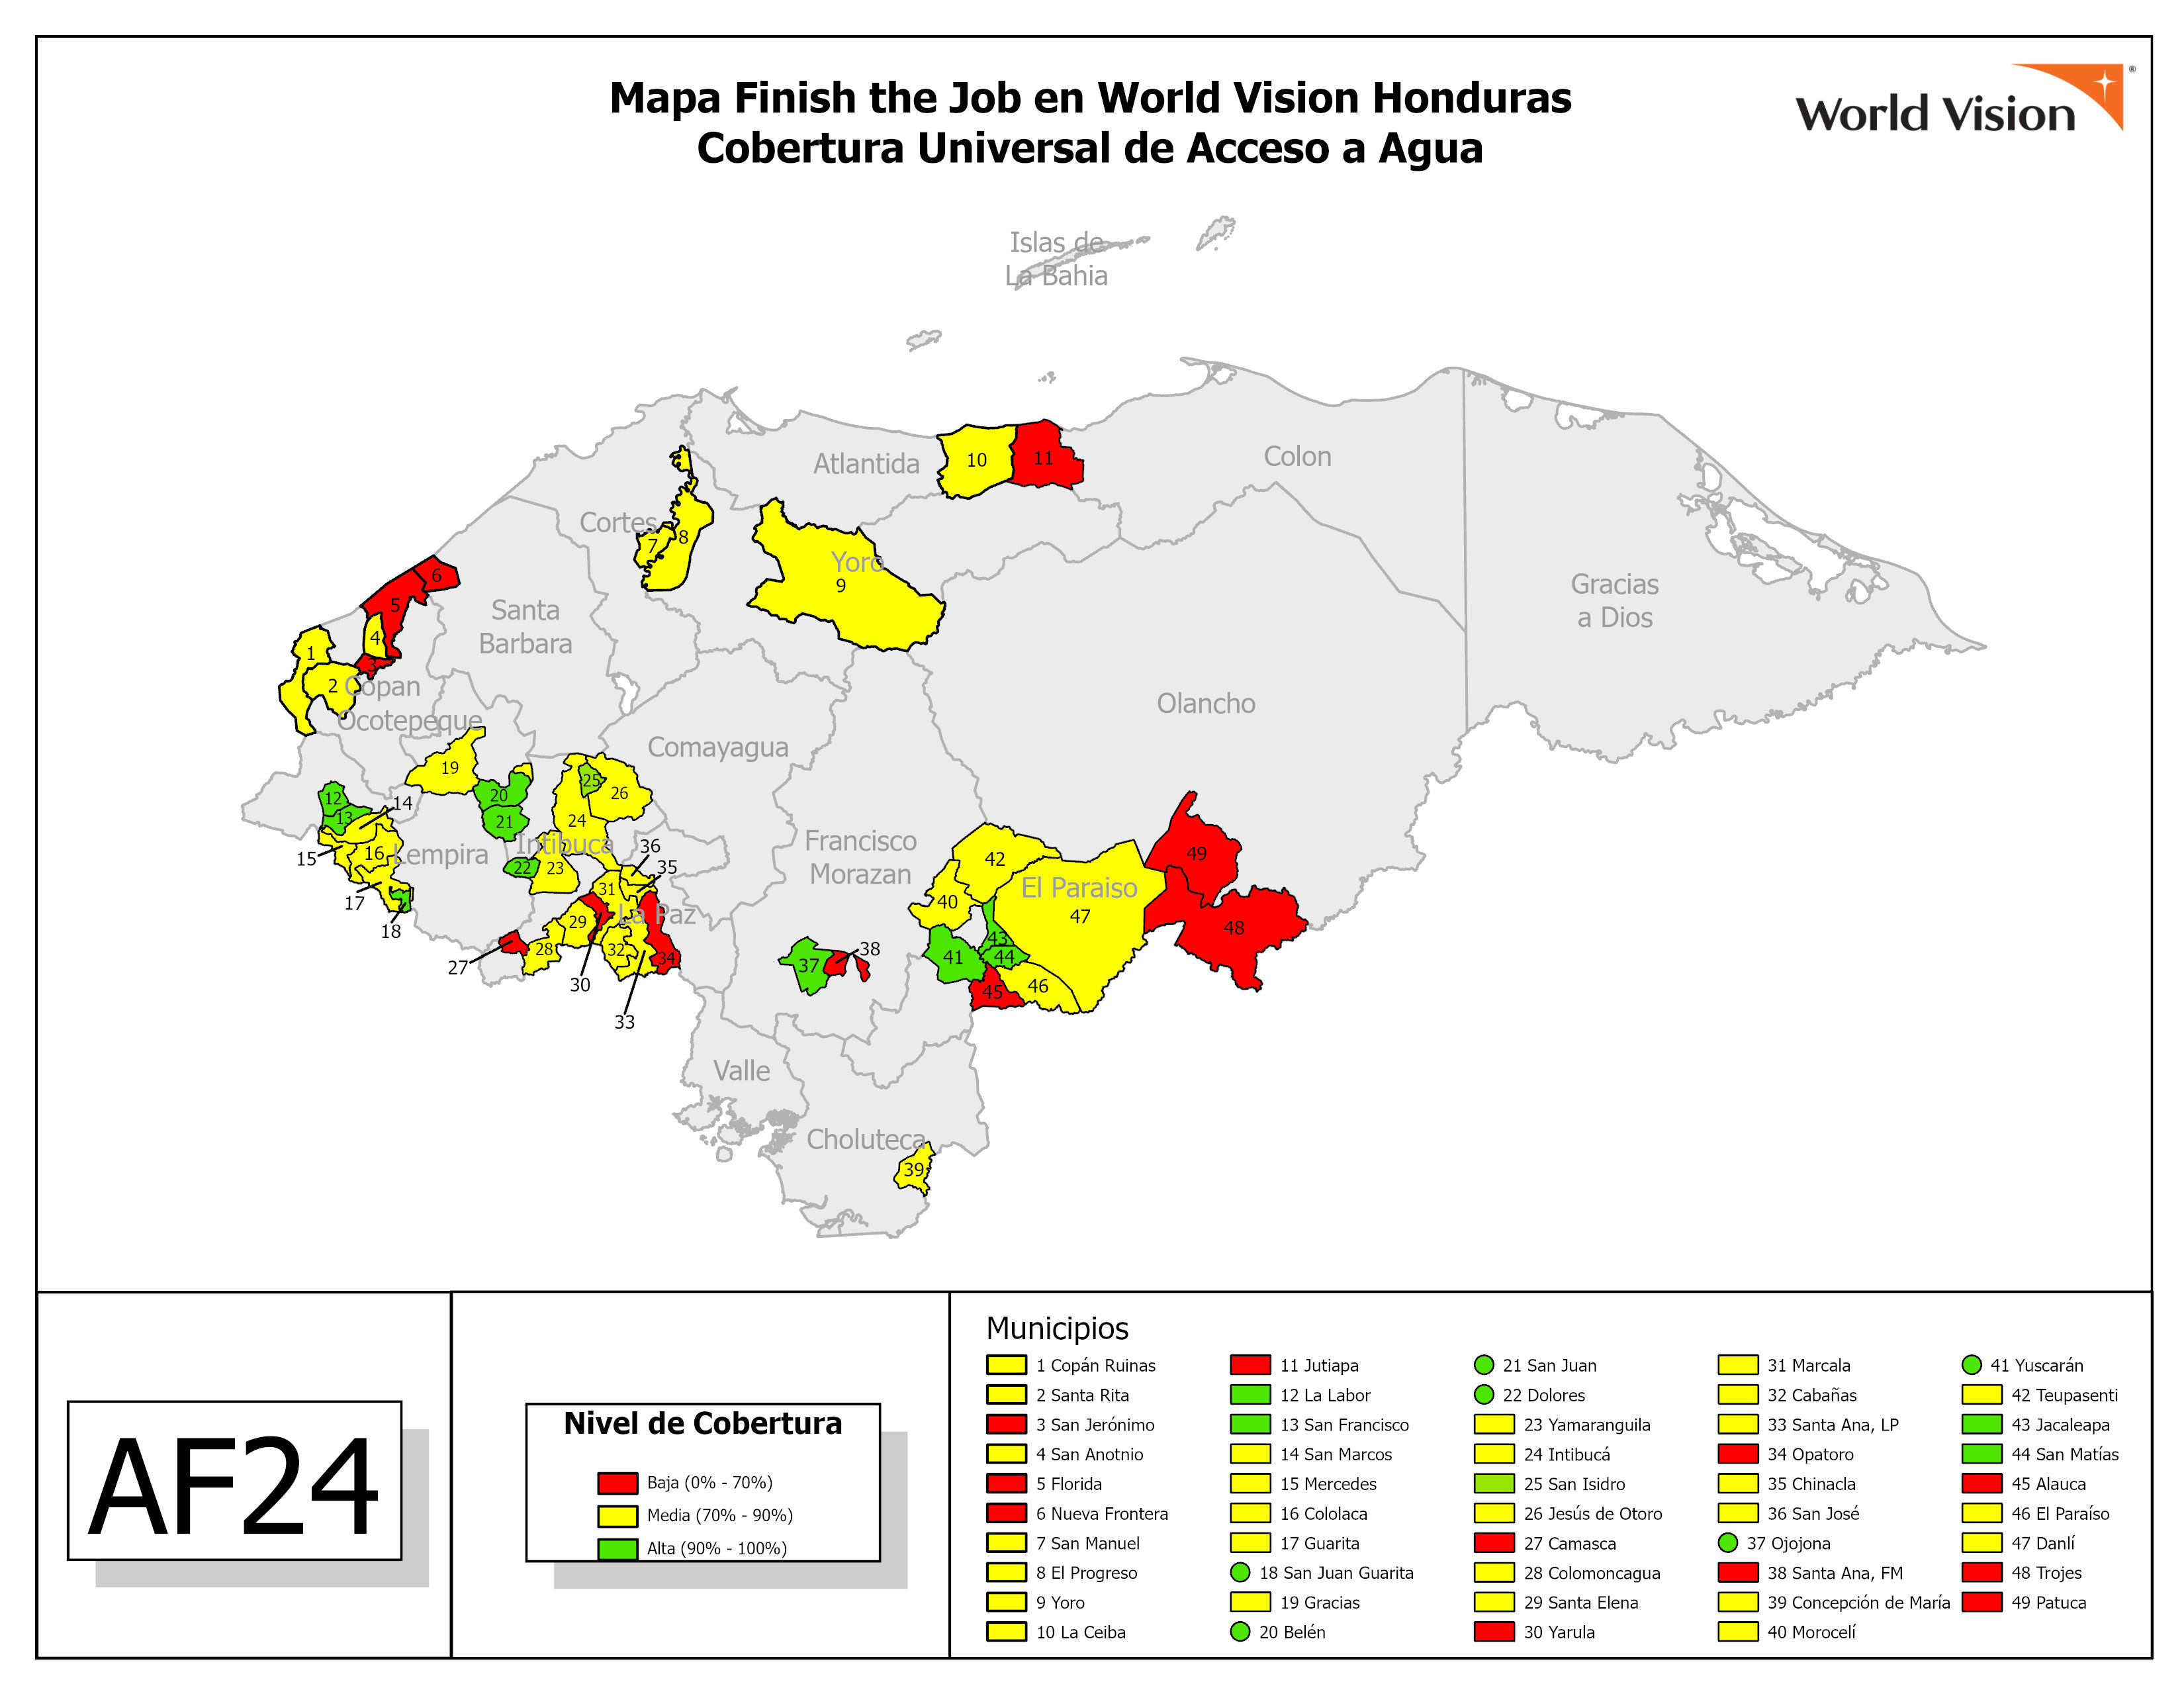 Mapa Finish the Job en World Vision Honduras
Cobertura Universal de Acceso a Agua
World Vision
®
Islas de
La Bahia
Atlantida
10
11
Colon
Cortes
7
8
Yoro
9
Gracias
a Dios
6
5
4
3
1
2
Santa
Barbara
Copan
Ocotepeque
Olancho
Comayagua
19
20
21
12
13
14
15
16
17
18
Lempira
25
26
24
Intibuca
22
23
36
35
31
La Paz
29
30
27
28
32
33
34
Francisco
Morazan
37
38
42
40
El Paraiso
47
43
44
41
45
46
49
48
Valle
Choluteca
39
AF24
Nivel de Cobertura
Baja (0% - 70%)
Media (70% - 90%)
Alta (90% - 100%)
Municipios
1 Copán Ruinas
2 Santa Rita
3 San Jerónimo
4 San Anotnio
5 Florida
6 Nueva Frontera
7 San Manuel
8 El Progreso
9 Yoro
10 La Ceiba
11 Jutiapa
12 La Labor
13 San Francisco
14 San Marcos
15 Mercedes
16 Cololaca
17 Guarita
18 San Juan Guarita
19 Gracias
20 Belén
21 San Juan
22 Dolores
23 Yamaranguila
24 Intibucá
25 San Isidro
26 Jesús de Otoro
27 Camasca
28 Colomoncagua
29 Santa Elena
30 Yarula
31 Marcala
32 Cabañas
33 Santa Ana, LP
34 Opatoro
35 Chinacla
36 San José
37 Ojojona
38 Santa Ana, FM
39 Concepción de María
40 Morocelí
41 Yuscarán
42 Teupasenti
43 Jacaleapa
44 San Matías
45 Alauca
46 El Paraíso
47 Danlí
48 Trojes
49 Patuca